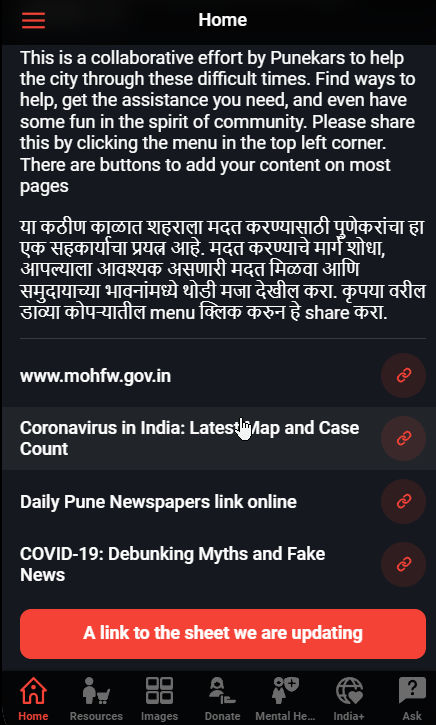 Home
This is a collaborative effort by Punekars to help
the city through these difficult times. Find ways to
help, get the assistance you need, and even have
some fun in the spirit of community. Please share
this by clicking the menu in the top left corner.
There are buttons to add your content on most
pages
या कठीण काळात शहराला मदत करण्यासाठी पुणेकरांचा हा
एक सहकार्याचा प्रयत्न आहे. मदत करण्याचे मार्ग शोधा,
आपल्याला आवश्यक असणारी मदत मिळवा आणि
समुदायाच्या भावनांमध्ये थोडी मजा देखील करा. कृपया वरील
डाव्या कोपऱ्यातील menu क्लिक करुन हे share करा.
www.mohfw.gov.in
Coronavirus in India: Latest Map and Case
Count
Daily Pune Newspapers link online
COVID-19: Debunking Myths and Fake
News
A link to the sheet we are updating
Home Resources Images Donate Mental He... India+ Ask